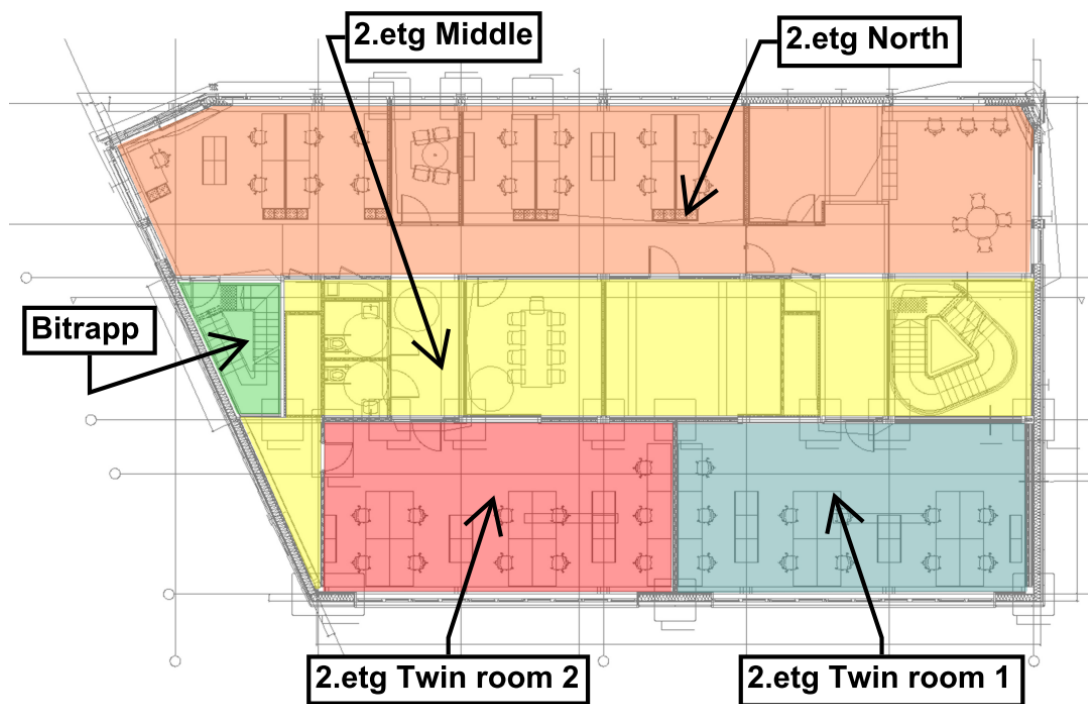 2.etg Middle
2.etg North
Bitrapp
2.etg Twin room 2
2.etg Twin room 1